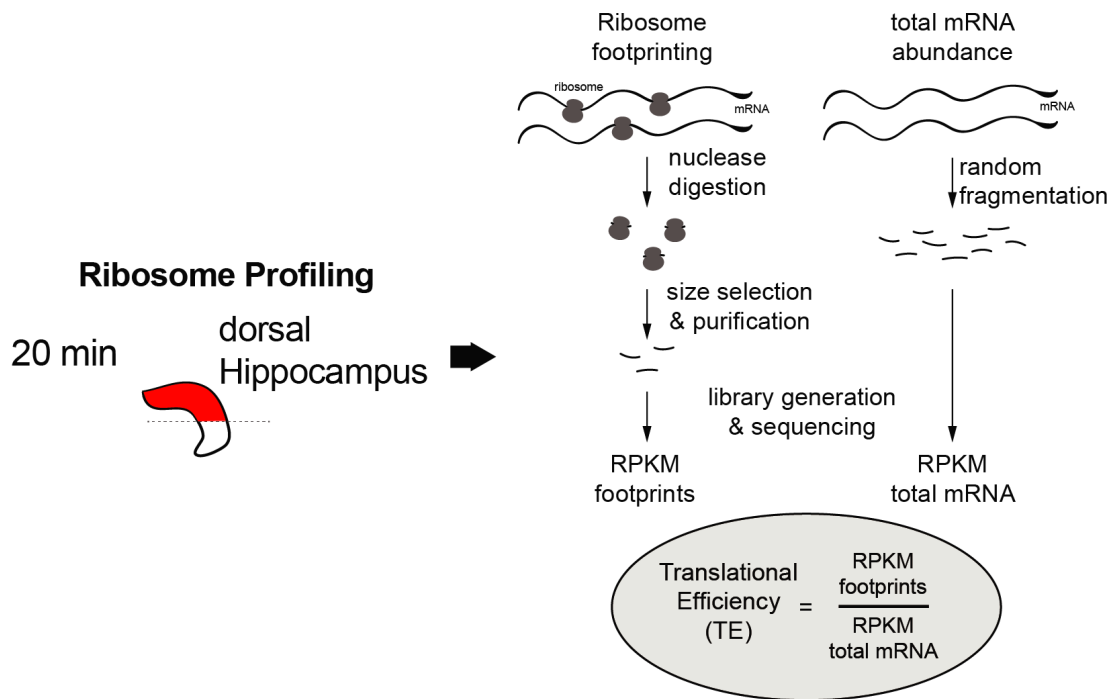 Ribosome Profiling
20 min
dorsal
Hippocampus
Ribosome
footprinting
ribosome
mRNA
nuclease
digestion
size selection
& purification
total mRNA
abundance
mRNA
random
fragmentation
library generation
& sequencing
RPKM
footprints
RPKM
total mRNA
Translational
Efficiency
(TE)
=
RPKM
footprints
RPKM
total mRNA